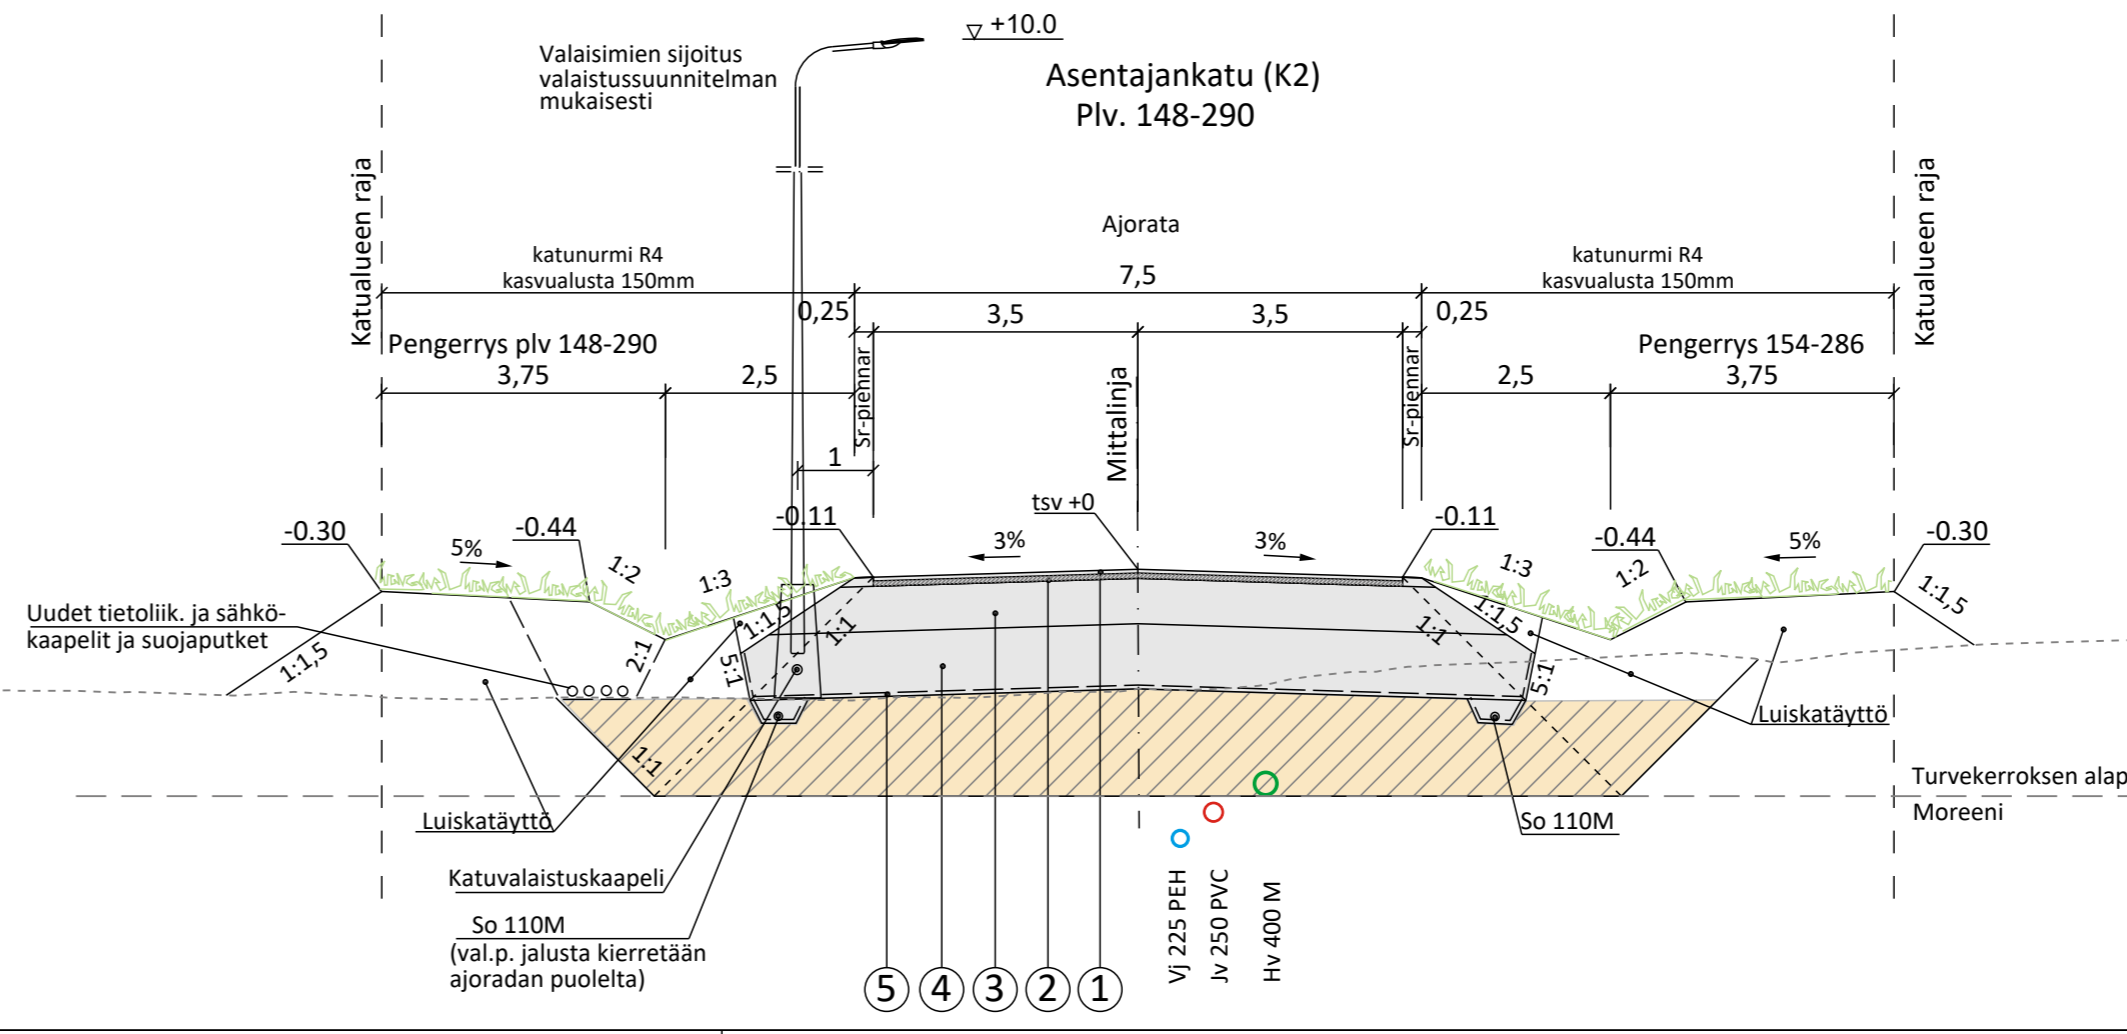 Valaisimien sijoitus
valaistussuunnitelman
mukaisesti
+10.0
Asentajankatu (K2)
Plv. 148-290
Katualueen raja
Katualueen raja
Ajorata
katunurmi R4
kasvualusta 150mm
7,5
katunurmi R4
kasvualusta 150mm
0,25
3,5
3,5
0,25
Pengerrys plv 148-290
Pengerrys 154-286
3,75
2,5
2,5
3,75
Sr-piennar
Mittalinja
Sr-piennar
1
tsv +0
-0.30
-0.44
-0.11
-0.11
-0.44
-0.30
5%
3%
3%
5%
1:2
1:3
1:3
1:2
1:1,5
1:1
1:1
1:1,5
1:1,5
Uudet tietoliik. ja sähkö-
kaapelit ja suojaputket
1:1,5
2:1
5:1
5:1
1:1
Luiskatäyttö
Luiskatäyttö
Turvekerroksen alap
Moreeni
So 110M
Katuvalaistuskaapeli
So 110M
(val.p. jalusta kierretään
ajoradan puolelta)
Vj 225 PEH
Jv 250 PVC
Hv 400 M
5 4 3 2 1